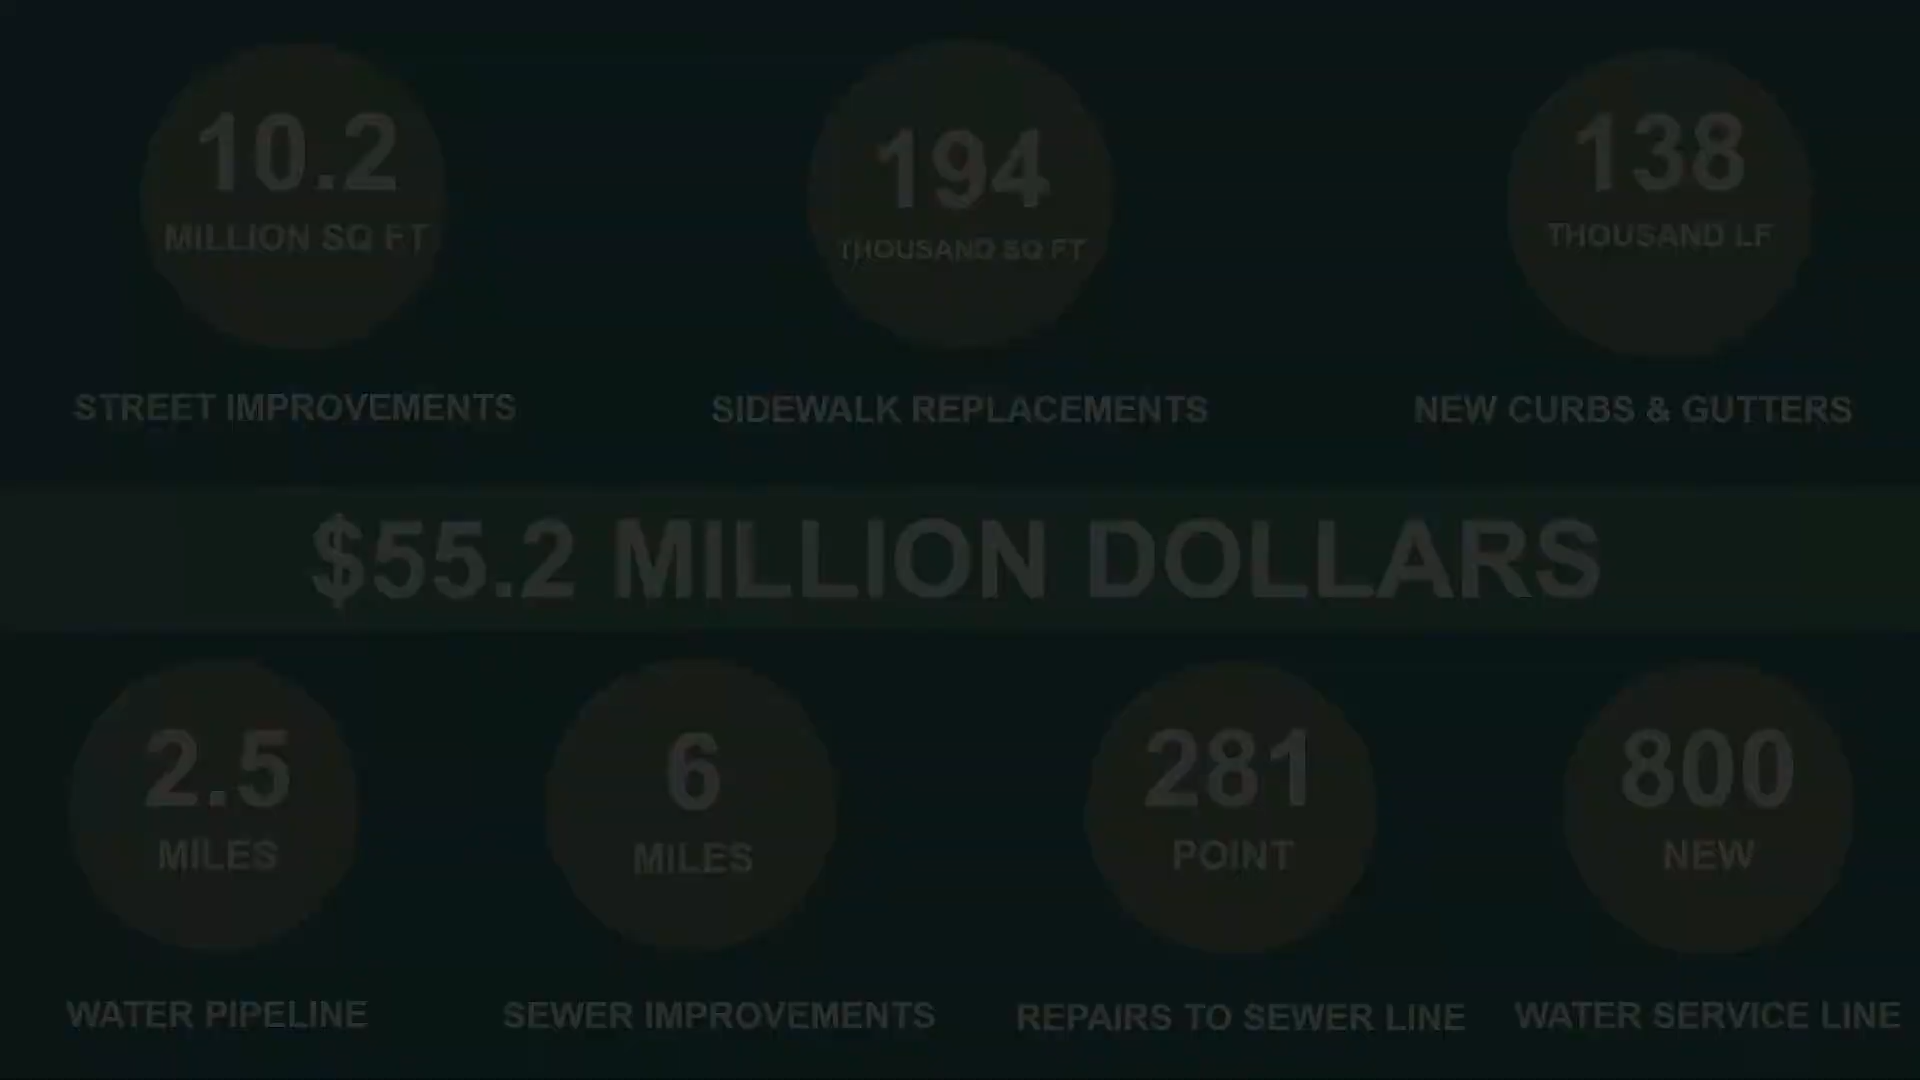 10.2
MILLION SQ FT
STREET IMPROVEMENTS
194
THOUSAND SQ FT
SIDEWALK REPLACEMENTS
138
THOUSAND LF
NEW CURBS & GUTTERS
$55.2 MILLION DOLLARS
2.5
MILES
WATER PIPELINE
6
MILES
SEWER IMPROVEMENTS
281
POINT
REPAIRS TO SEWER LINE
800
NEW
WATER SERVICE LINE